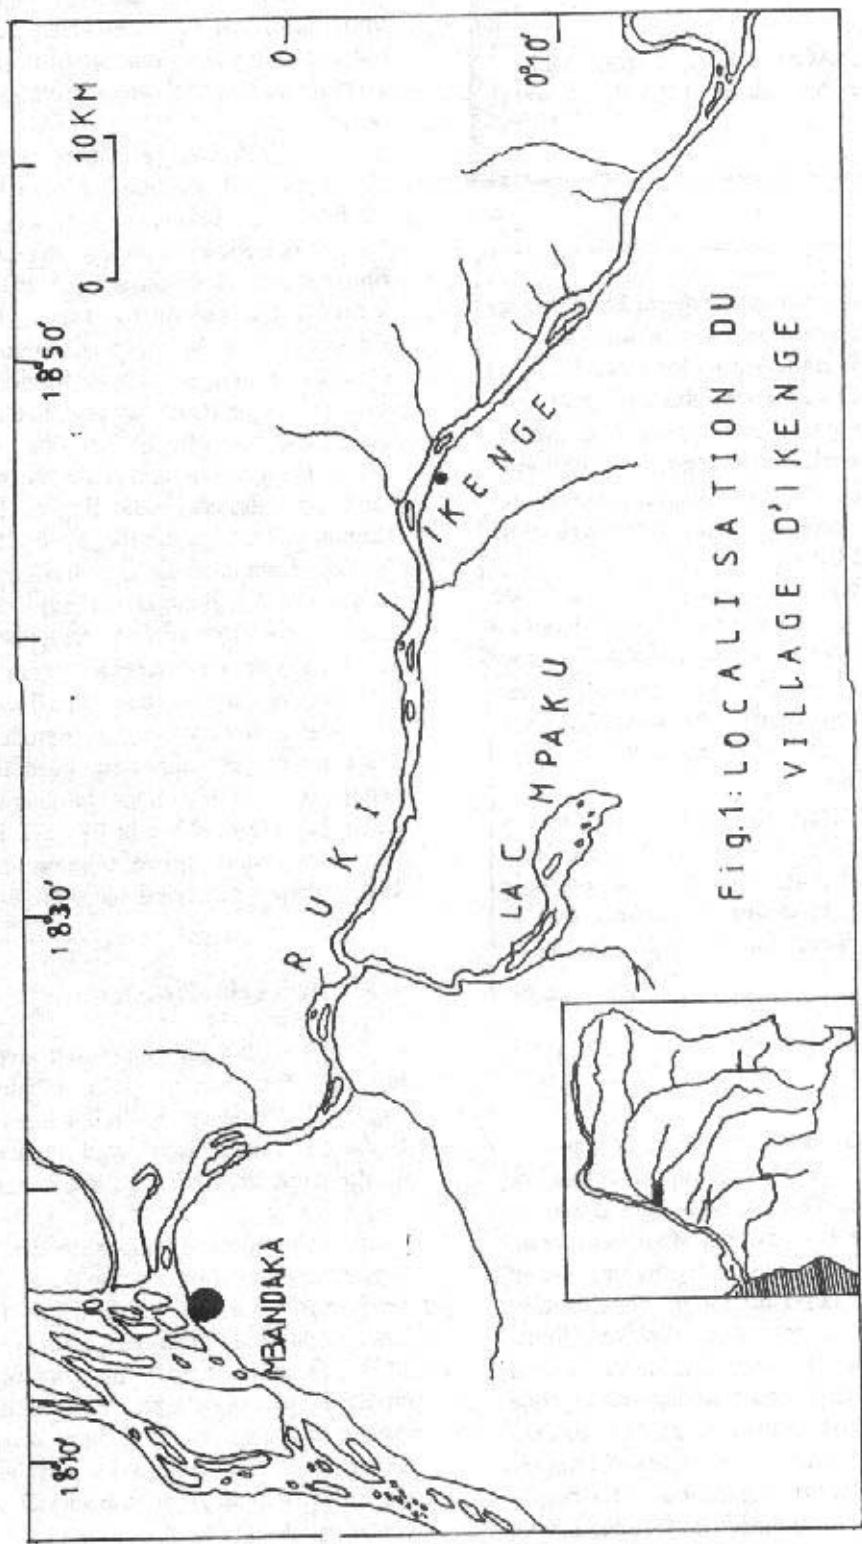 18°10'
18°30'
18°50'
0 10 KM
0
0°10'
MBANDAKA
RUKI
IKENGE
LAC MPAKU
Fig.1: LOCALISATION DU
VILLAGE D'IKENGE